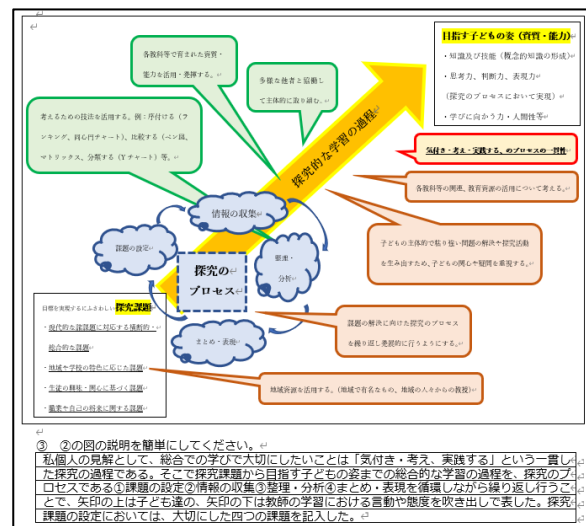 目指す子どもの姿（資質・能力）
・知識及び技能（概念的知識の形成）
・思考力、判断力、表現力
（探究のプロセスにおいて実現）
・学びに向かう力・人間性等
各教科等で育まれた資質・
能力を活用・発揮する。
多様な他者と協働し
て主体的に取り組む。
考えるための技法を活用する。例：序付ける（ラ
ンキング、同心円チャート）、比較する（ベン図、
マトリックス、分類する（Yチャート）等。
探究的な学習の過程
気付き・考え・実践する、のプロセスの一貫性
各教科等の関連、教育資源の活用について考える。
子どもの主体的で粘り強い問題の解決や探究活動
を生み出すため、子どもの関心や疑問を重視する。
情報の収集
課題の設定
整理・
分析
探究の
プロセス
まとめ・表現
課題の解決に向けた探究のプロセス
を繰り返し発展的に行うようにする。
目標を実現するにふさわしい探究課題
・現代的な諸課題に対応する横断的・
総合的な課題
・地域や学校の特色に応じた課題
・生徒の興味・関心に基づく課題
・職業や自己の将来に関する課題
地域資源を活用する。（地域で有名なもの、地域の人々からの教授）
③　②の図の説明を簡単にしてください。
私個人の見解として、総合での学びで大切にしたいことは「気付き・考え、実践する」という一貫し
た探究の過程である。そこで探究課題から目指す子どもの姿までの総合的な学習の過程を、探究のプ
ロセスである①課題の設定②情報の収集③整理・分析④まとめ・表現を循環しながら繰り返し行うこ
とで、矢印の上は子ども達の、矢印の下は教師の学習における言動や態度を吹き出しで表した。探究
課題の設定においては、大切にした四つの課題を記入した。